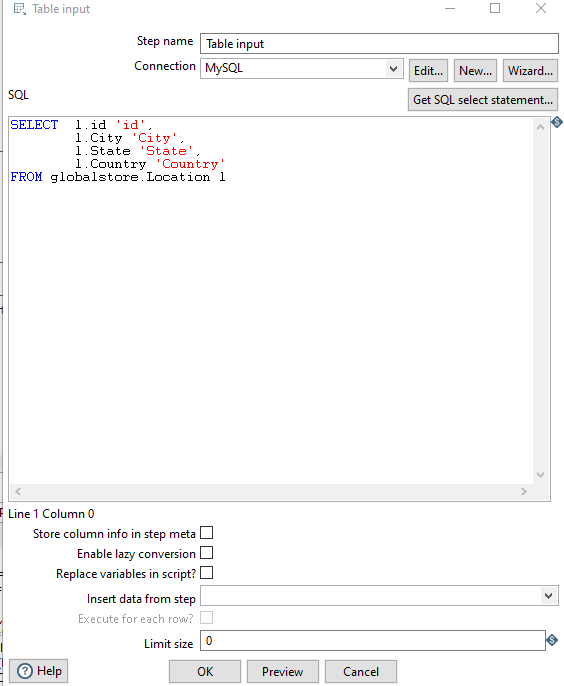 Table input
Step name Table input
Connection MySQL Edit... New... Wizard...
SQL Get SQL select statement...
SELECT l.id 'id',
l.City 'City',
l.State 'State',
l.Country 'Country'
FROM globalstore.Location l
Line 1 Column 0
Store column info in step meta
Enable lazy conversion
Replace variables in script?
Insert data from step
Execute for each row?
Limit size 0
Help OK Preview Cancel